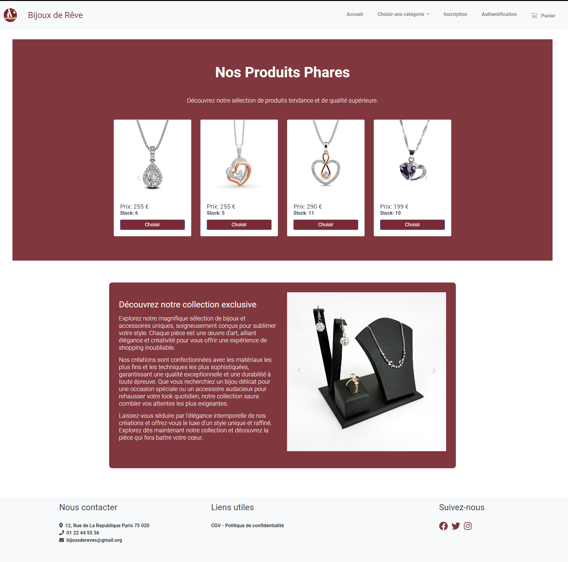 Bijoux de Rêve
Accueil
Choisir une catégorie
Inscription
Authentification
Panier
Nos Produits Phares
Découvrez notre sélection de produits tendance et de qualité supérieure.
Prix: 255 €
Stock: 6
Choisir
Prix: 255 €
Stock: 5
Choisir
Prix: 290 €
Stock: 11
Choisir
Prix: 199 €
Stock: 10
Choisir
Découvrez notre collection exclusive
Explorez notre magnifique sélection de bijoux et
accessoires uniques, soigneusement conçus pour sublimer
votre style. Chaque pièce est une œuvre d'art, alliant
élégance et créativité pour vous offrir une expérience de
shopping inoubliable.
Nos créations sont confectionnées avec les matériaux les
plus fins et les techniques les plus sophistiquées,
garantissant une qualité exceptionnelle et une durabilité à
toute épreuve. Que vous recherchiez un bijou délicat pour
une occasion spéciale ou un accessoire audacieux pour
rehausser votre look quotidien, notre collection saura
combler vos attentes les plus exigeantes.
Laissez-vous séduire par l'élégance intemporelle de nos
créations et offrez-vous le luxe d'un style unique et raffiné.
Explorez dès maintenant notre collection et découvrez la
pièce qui fera battre votre cœur.
Nous contacter
12, Rue de La Republique Paris 75 020
01 22 44 55 36
bijouxdereves@gmail.org
Liens utiles
CGV - Politique de confidentialité
Suivez-nous